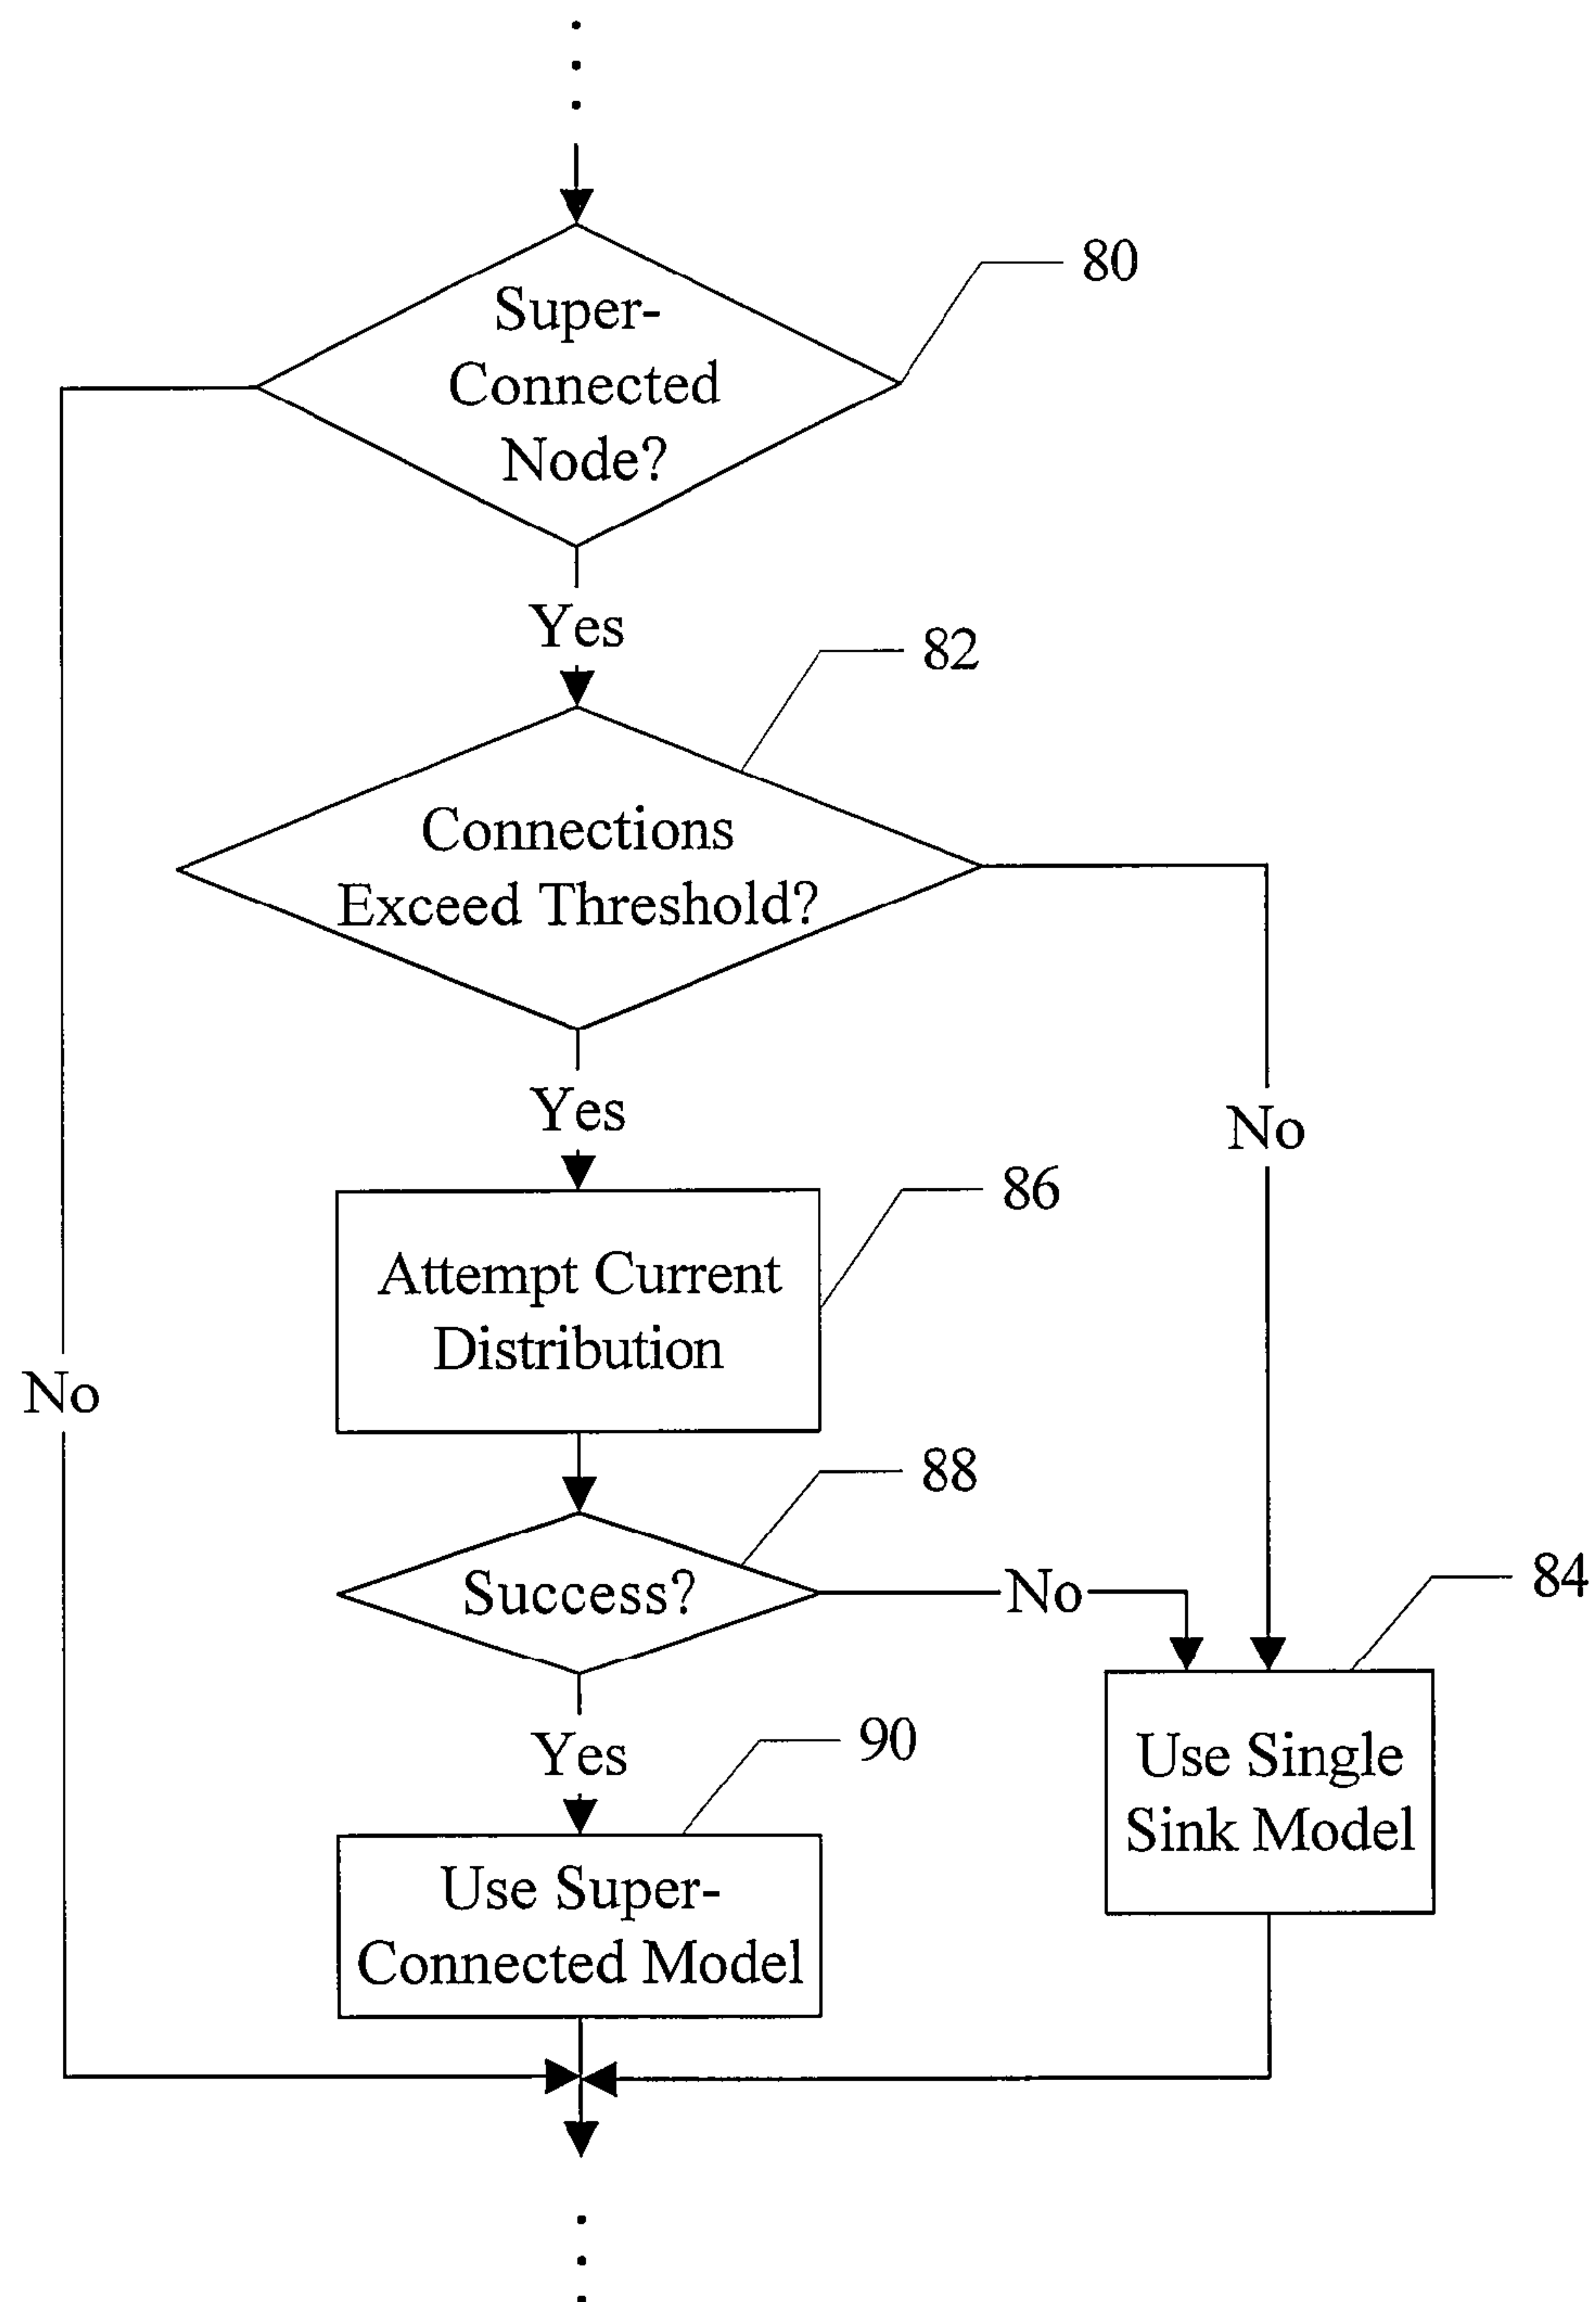 80
Super-
Connected
Node?
Yes
82
Connections
Exceed Threshold?
Yes
No
86
Attempt Current
Distribution
No
88
Success?
No
84
Yes
90
Use Single
Sink Model
Use Super-
Connected Model